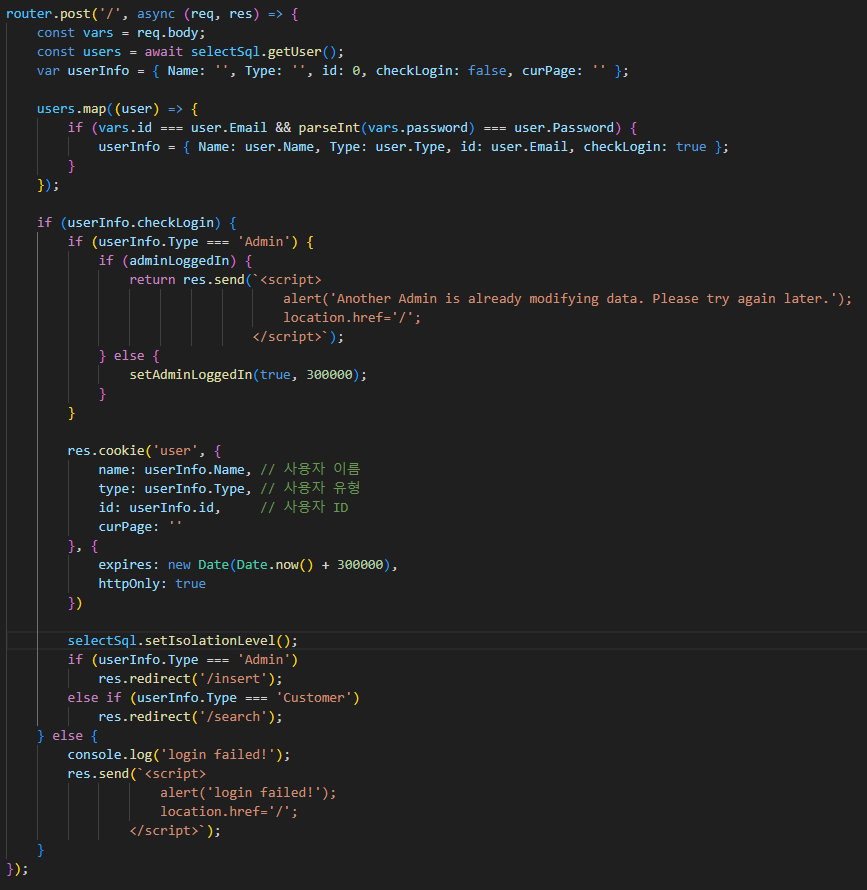 router.post('/', async (req, res) => {
    const vars = req.body;
    const users = await selectSql.getUser();
    var userInfo = { Name: '', Type: '', id: 0, checkLogin: false, curPage: '' };

    users.map((user) => {
        if (vars.id === user.Email && parseInt(vars.password) === user.Password) {
            userInfo = { Name: user.Name, Type: user.Type, id: user.Email, checkLogin: true };
        }
    });

    if (userInfo.checkLogin) {
        if (userInfo.Type === 'Admin') {
            if (adminLoggedIn) {
                return res.send(`<script>
                                    alert('Another Admin is already modifying data. Please try again later.');
                                    location.href='/';
                                </script>`);
            } else {
                setAdminLoggedIn(true, 300000);
            }
        }

        res.cookie('user', {
            name: userInfo.Name, // 사용자 이름
            type: userInfo.Type, // 사용자 유형
            id: userInfo.id,     // 사용자 ID
            curPage: ''
        }, {
            expires: new Date(Date.now() + 300000),
            httpOnly: true
        })

        selectSql.setIsolationLevel();
        if (userInfo.Type === 'Admin')
            res.redirect('/insert');
        else if (userInfo.Type === 'Customer')
            res.redirect('/search');
    } else {
        console.log('login failed!');
        res.send(`<script>
                    alert('login failed!');
                    location.href='/';
                </script>`);
    }
});